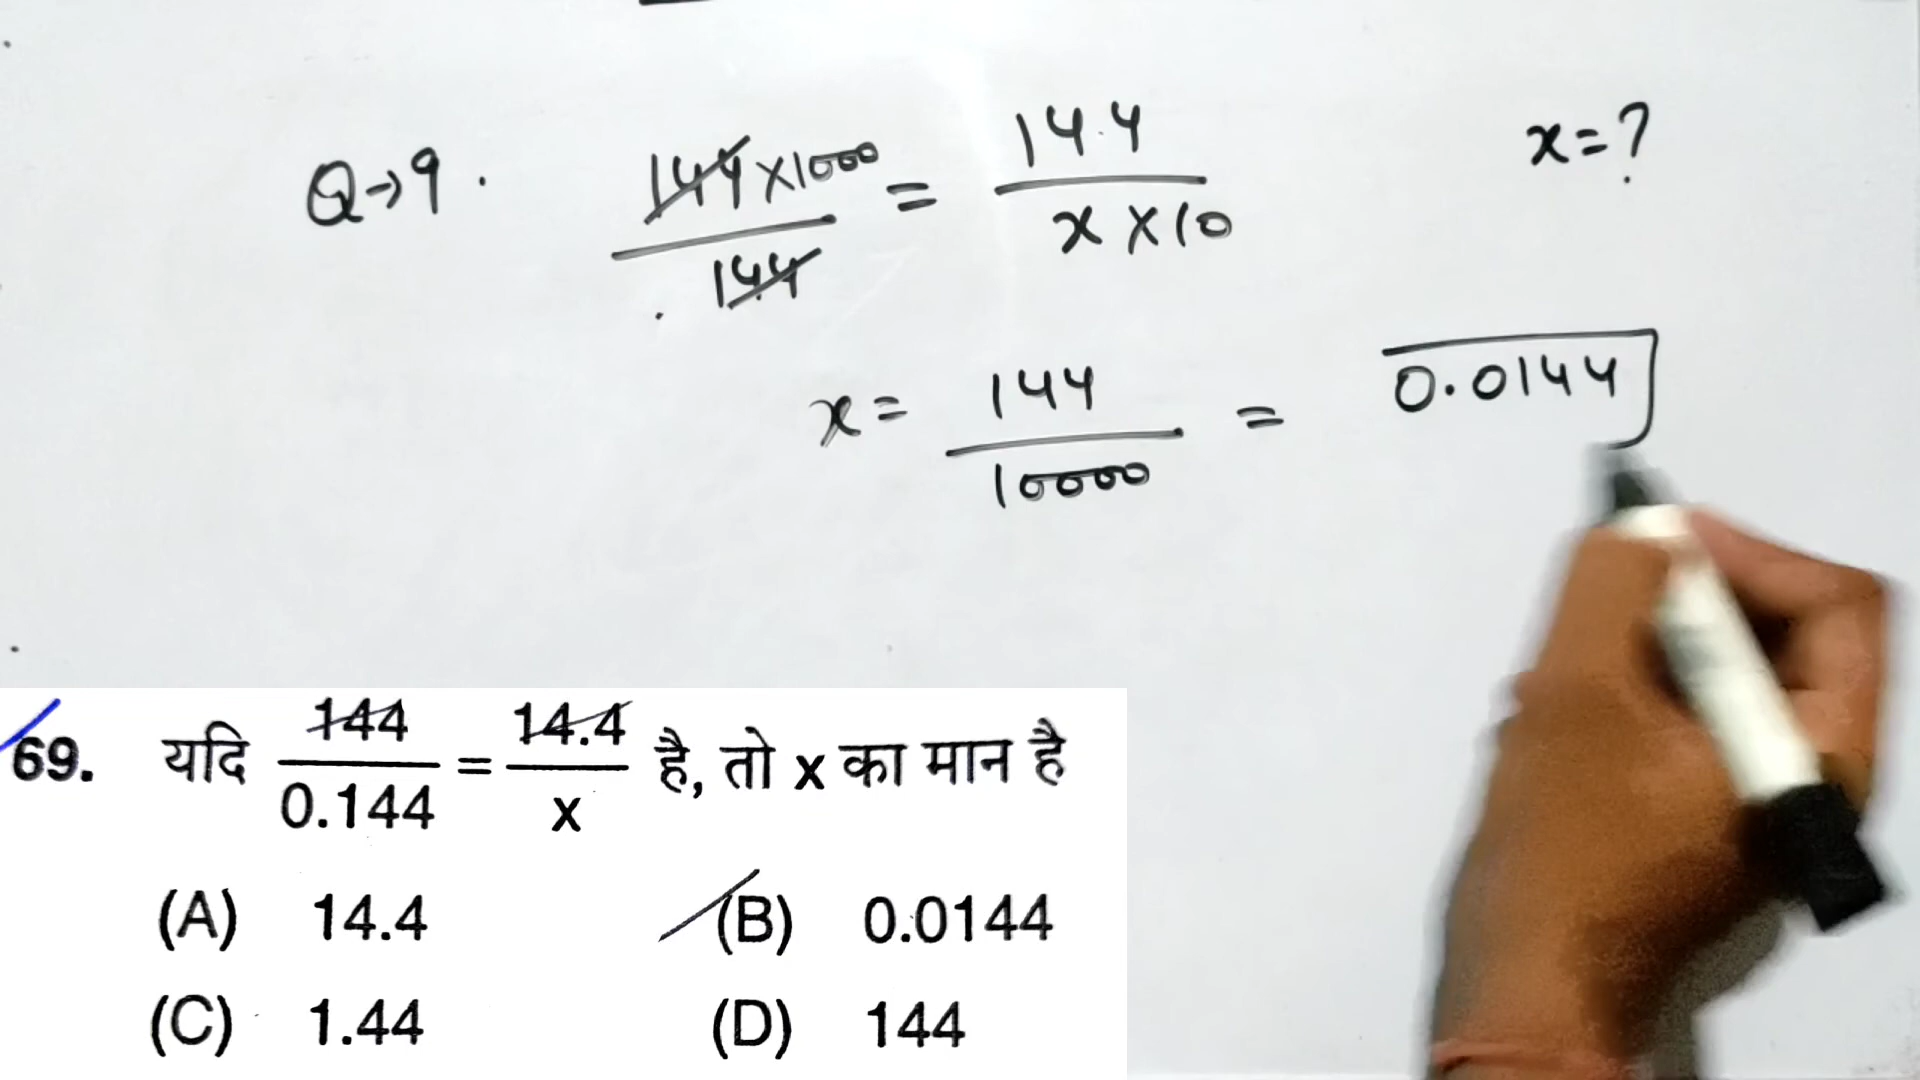 Q→9. 144×1000/144 = 14.4/x×10 x=?
x = 144/10000 = 0.0144
69. यदि 144/0.144 = 14.4/x है, तो x का मान है
(A) 14.4 (B) 0.0144
(C) 1.44 (D) 144